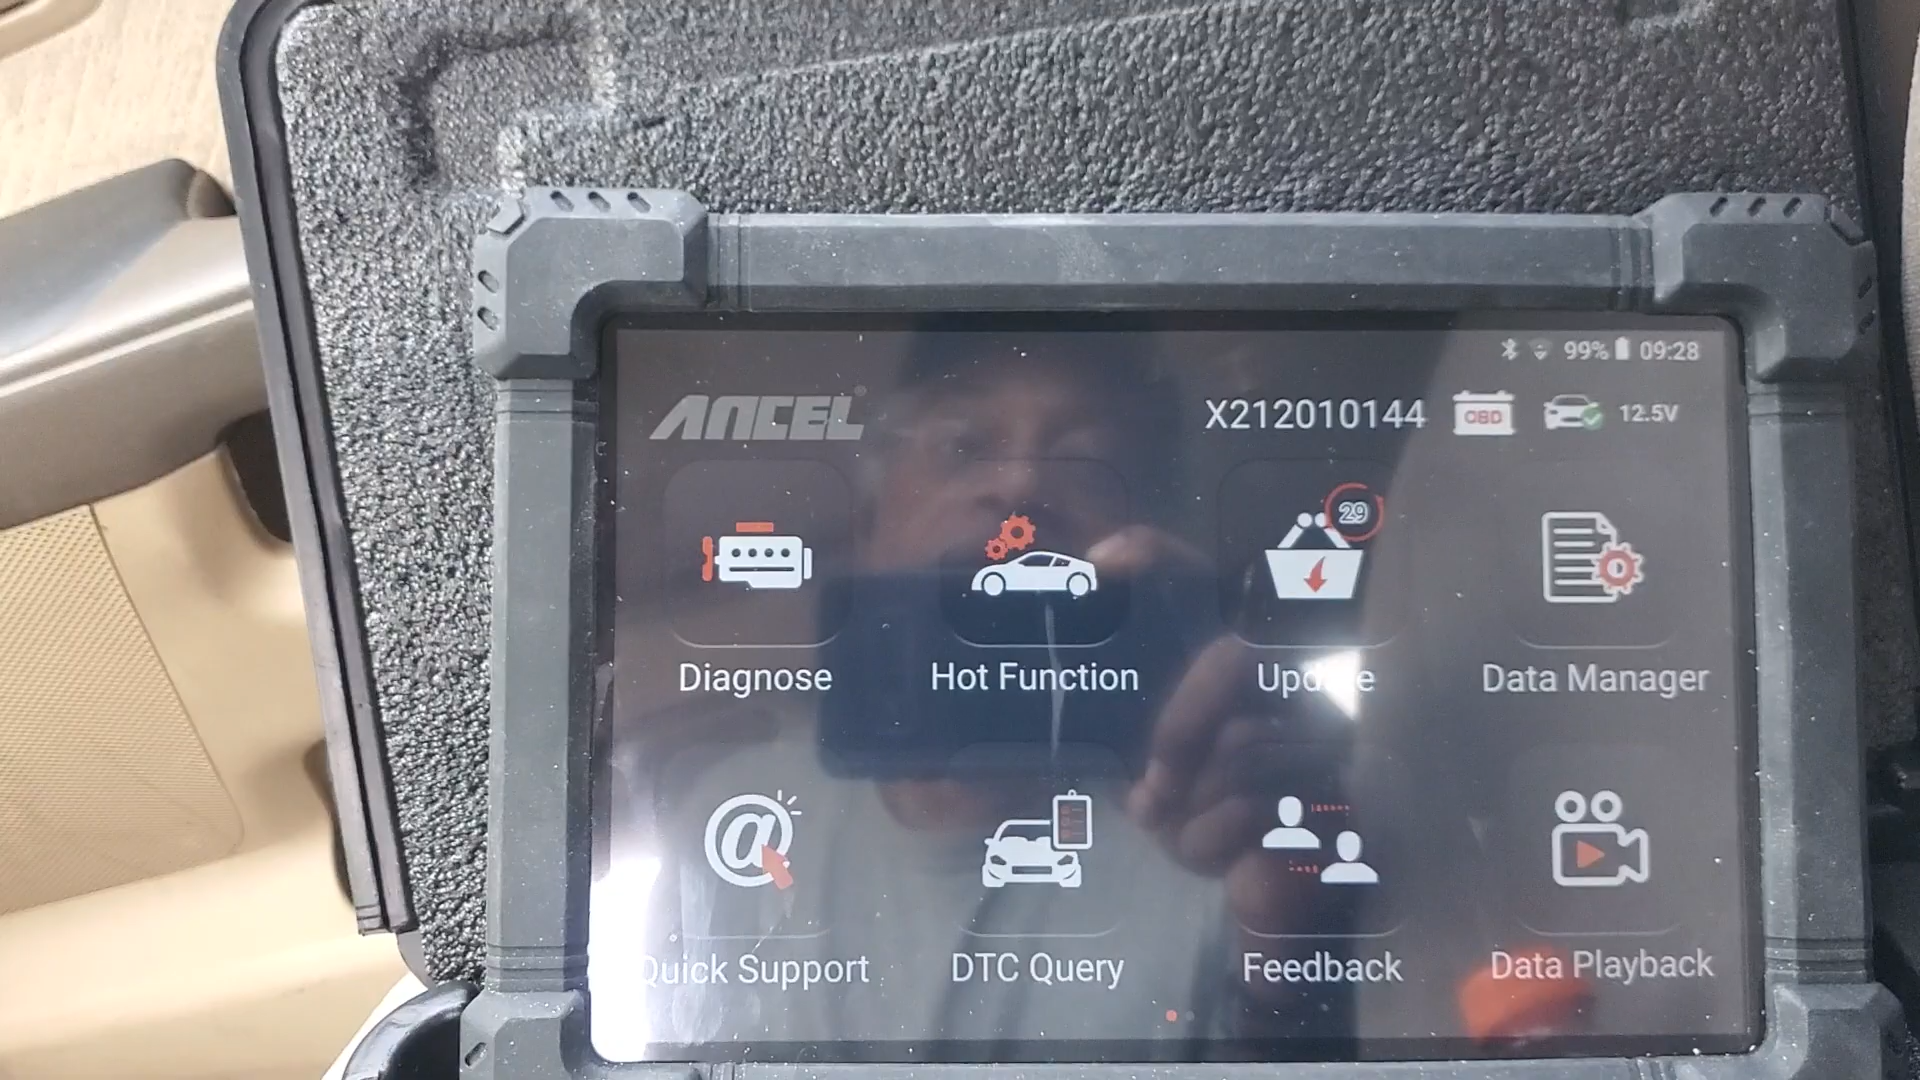 99% 09:28
ANCEL® X212010144 OBD 12.5V
29
Diagnose Hot Function Update Data Manager
Quick Support DTC Query Feedback Data Playback